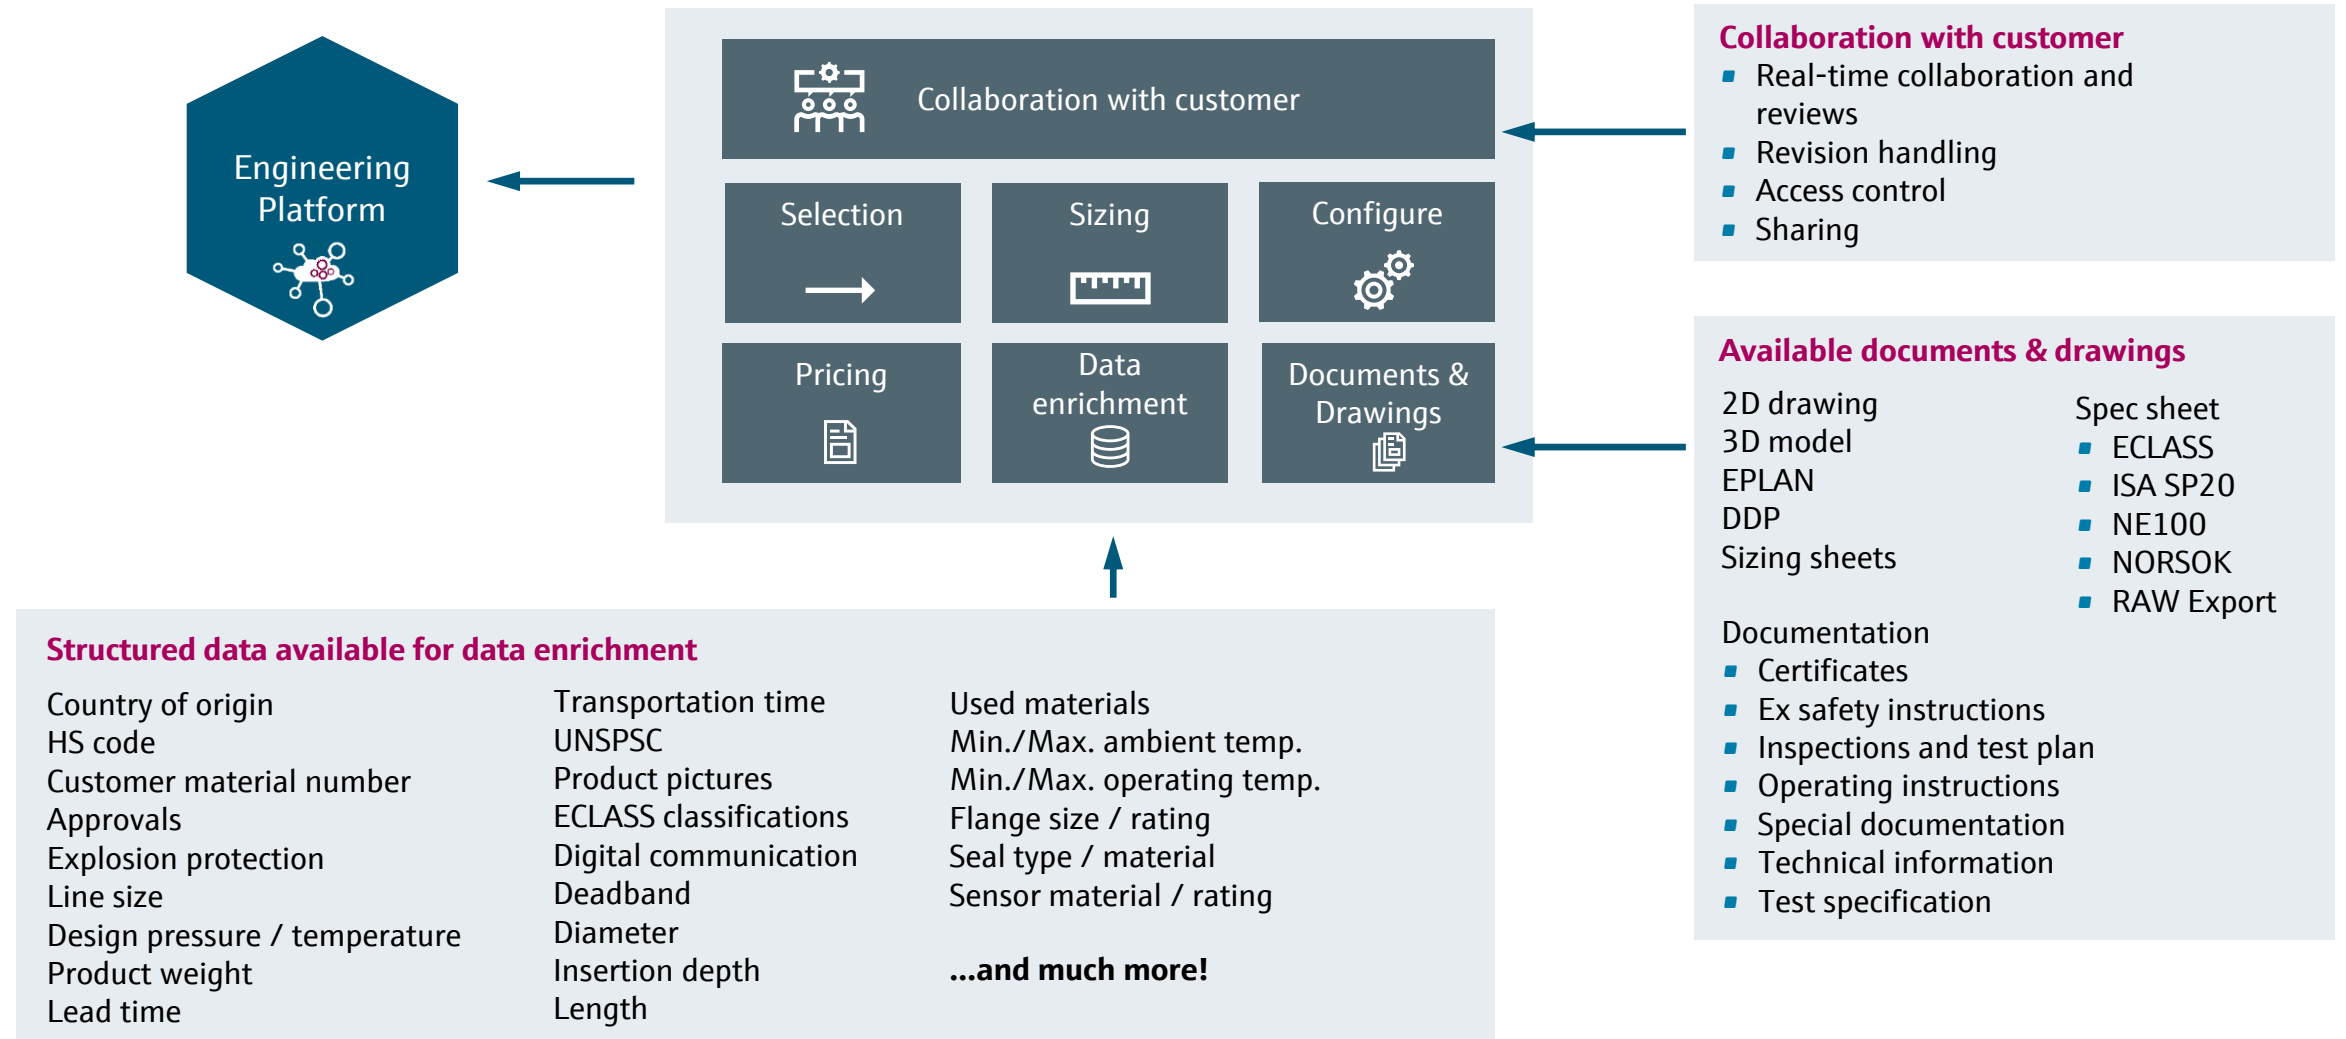 Engineering
Platform
Collaboration with customer
Selection
Sizing
Configure
Pricing
Data
enrichment
Documents &
Drawings
Collaboration with customer
Real-time collaboration and
reviews
Revision handling
Access control
Sharing
Available documents & drawings
2D drawing
3D model
EPLAN
DDP
Sizing sheets
Spec sheet
ECLASS
ISA SP20
NE100
NORSOK
RAW Export
Documentation
Certificates
Ex safety instructions
Inspections and test plan
Operating instructions
Special documentation
Technical information
Test specification
Structured data available for data enrichment
Country of origin
HS code
Customer material number
Approvals
Explosion protection
Line size
Design pressure / temperature
Product weight
Lead time
Transportation time
UNSPSC
Product pictures
ECLASS classifications
Digital communication
Deadband
Diameter
Insertion depth
Length
Used materials
Min./Max. ambient temp.
Min./Max. operating temp.
Flange size / rating
Seal type / material
Sensor material / rating
...and much more!